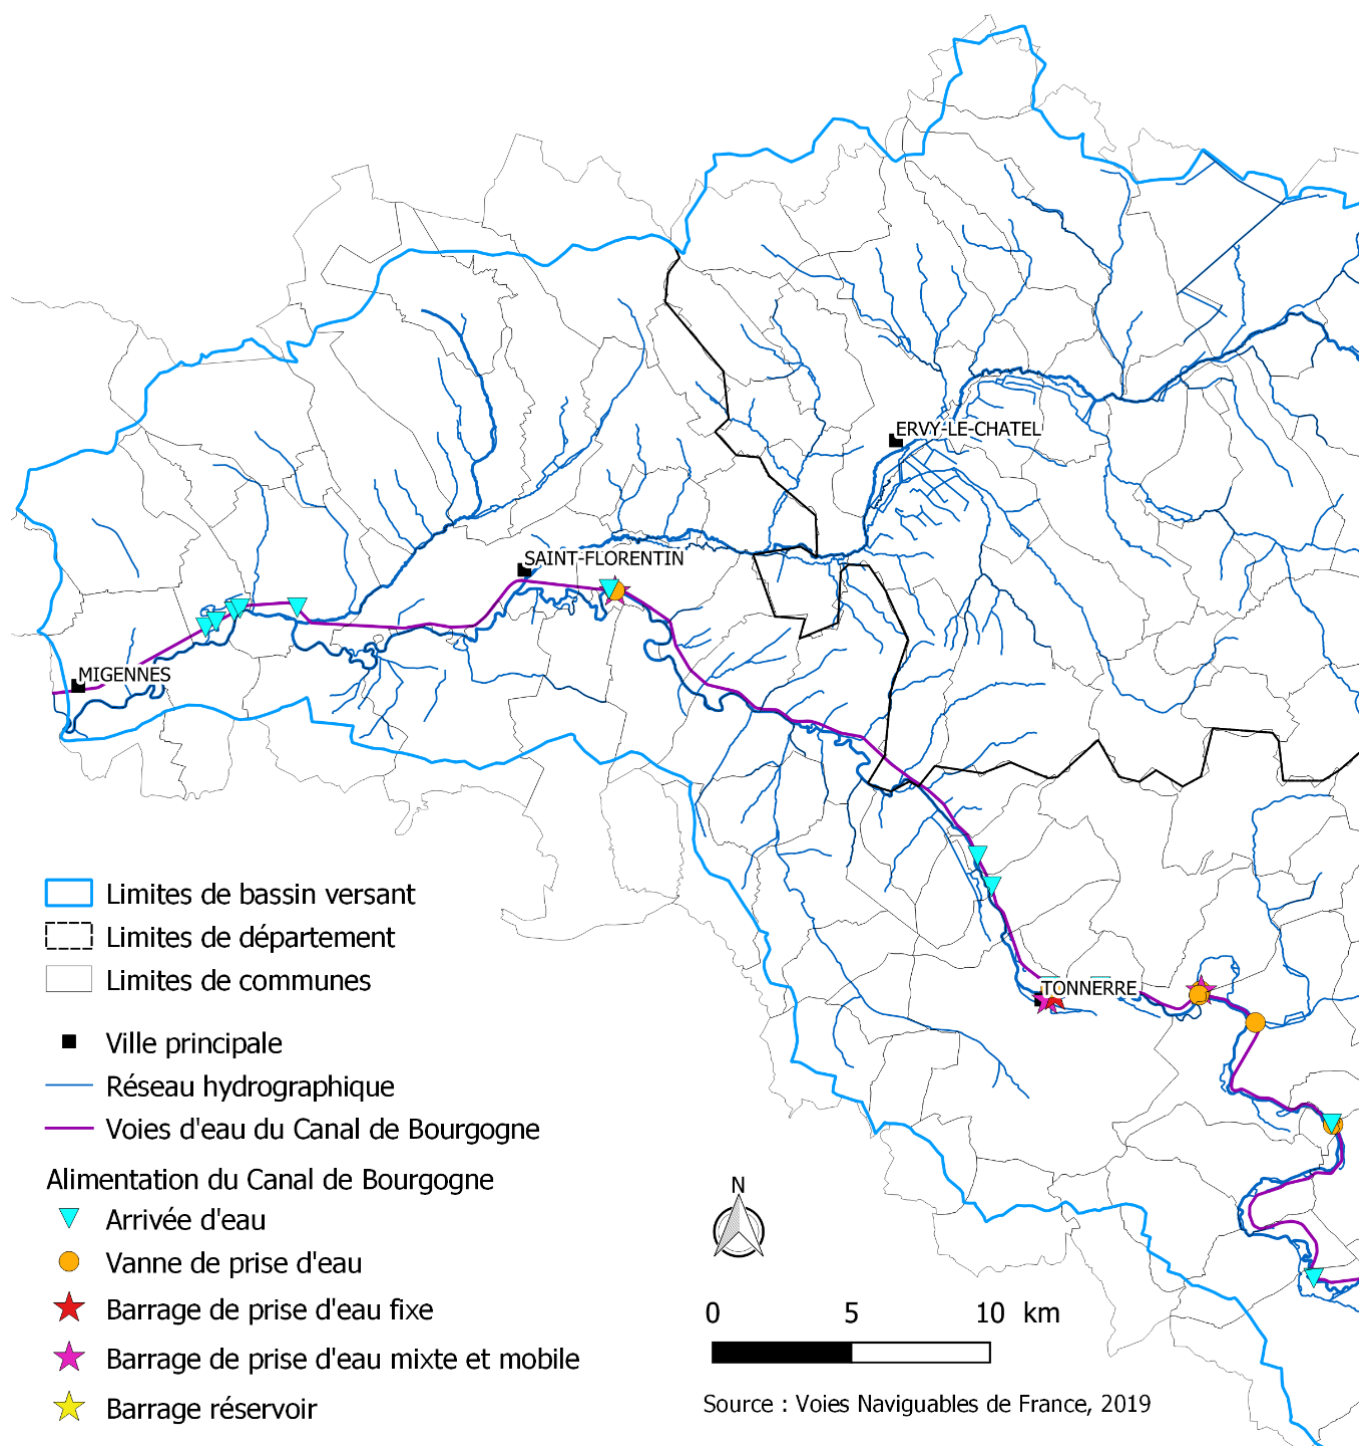 ERVY-LE-CHATEL
SAINT-FLORENTIN
MIGENNES
TONNERRE
Limites de bassin versant
Limites de département
Limites de communes
Ville principale
Réseau hydrographique
Voies d'eau du Canal de Bourgogne
Alimentation du Canal de Bourgogne
Arrivée d'eau
Vanne de prise d'eau
Barrage de prise d'eau fixe
Barrage de prise d'eau mixte et mobile
Barrage réservoir
N
0 5 10 km
Source : Voies Naviguables de France, 2019